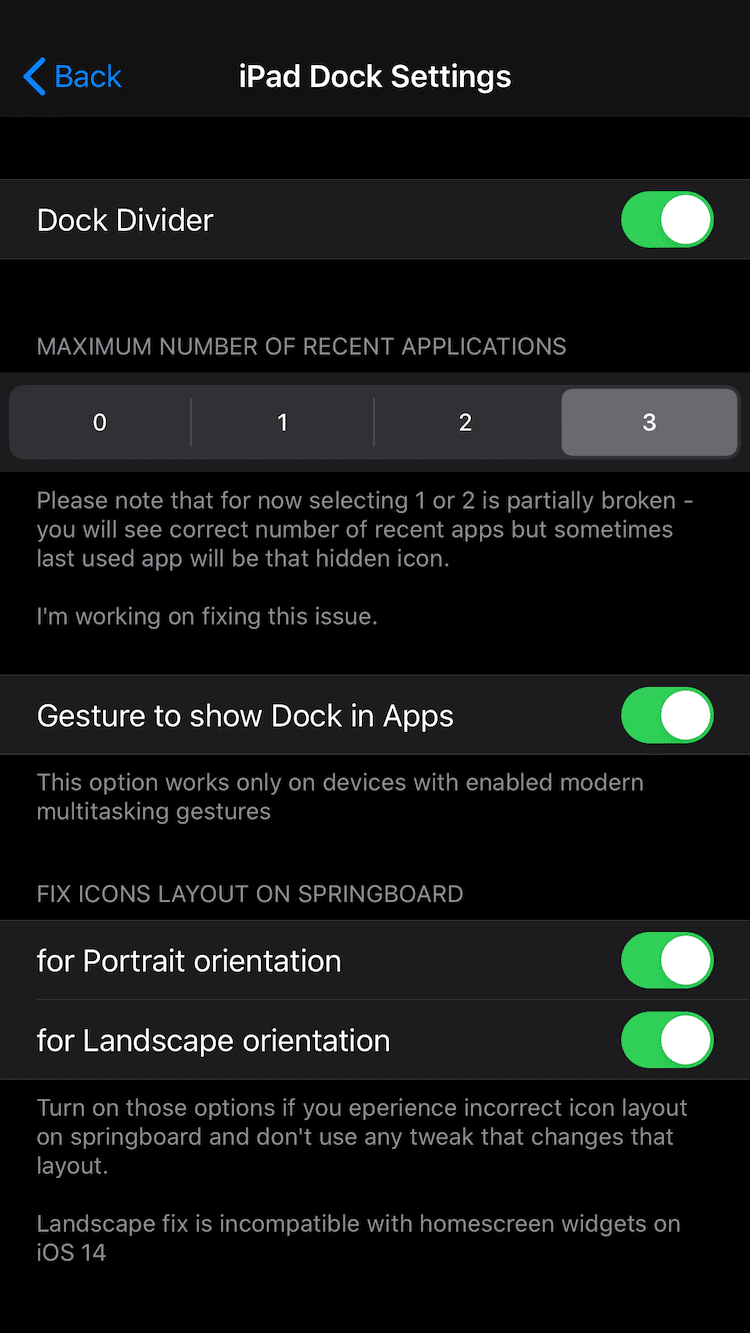 Back
iPad Dock Settings
Dock Divider
MAXIMUM NUMBER OF RECENT APPLICATIONS
0
1
2
3
Please note that for now selecting 1 or 2 is partially broken -
you will see correct number of recent apps but sometimes
last used app will be that hidden icon.
I'm working on fixing this issue.
Gesture to show Dock in Apps
This option works only on devices with enabled modern
multitasking gestures
FIX ICONS LAYOUT ON SPRINGBOARD
for Portrait orientation
for Landscape orientation
Turn on those options if you eperience incorrect icon layout
on springboard and don't use any tweak that changes that
layout.
Landscape fix is incompatible with homescreen widgets on
iOS 14